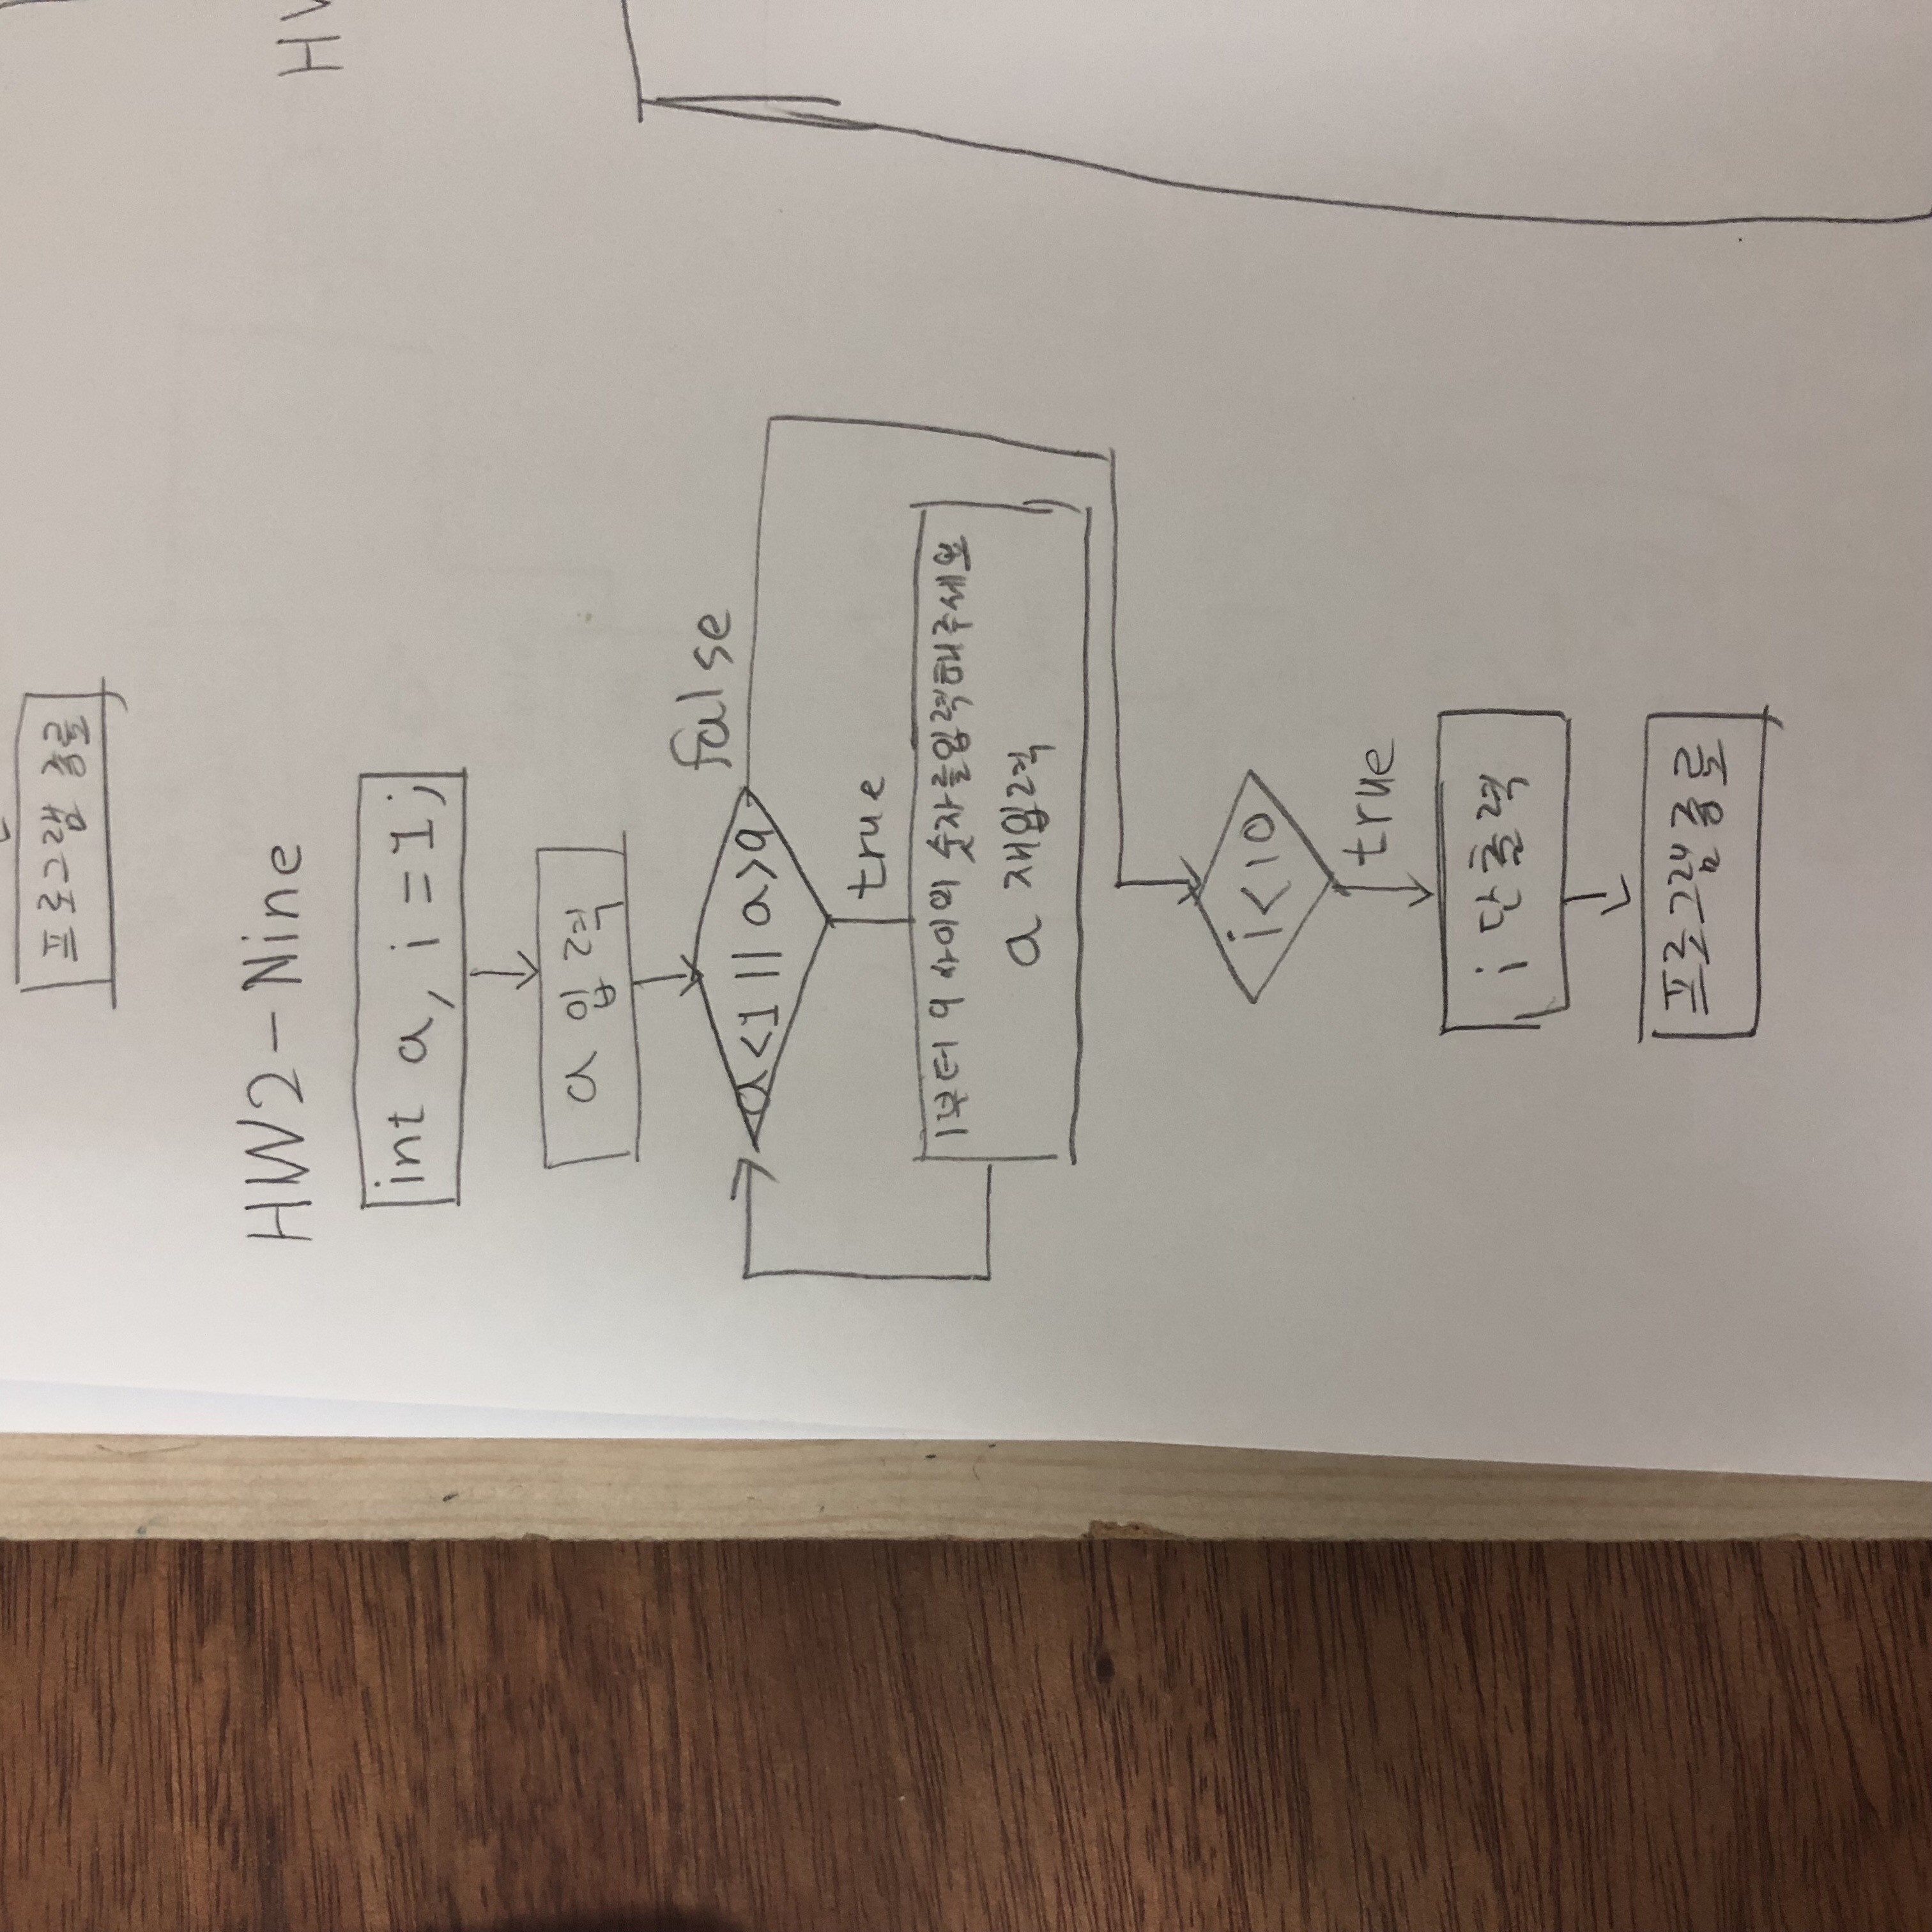 프로그램 종료
HW2-Nine
HW
int a, i = 1;
a 입력
false
a<1 || a>9
true
1부터 9 사이의 숫자를입력해주세요
a 재입력
i<10
true
i 단출력
프로그램종료